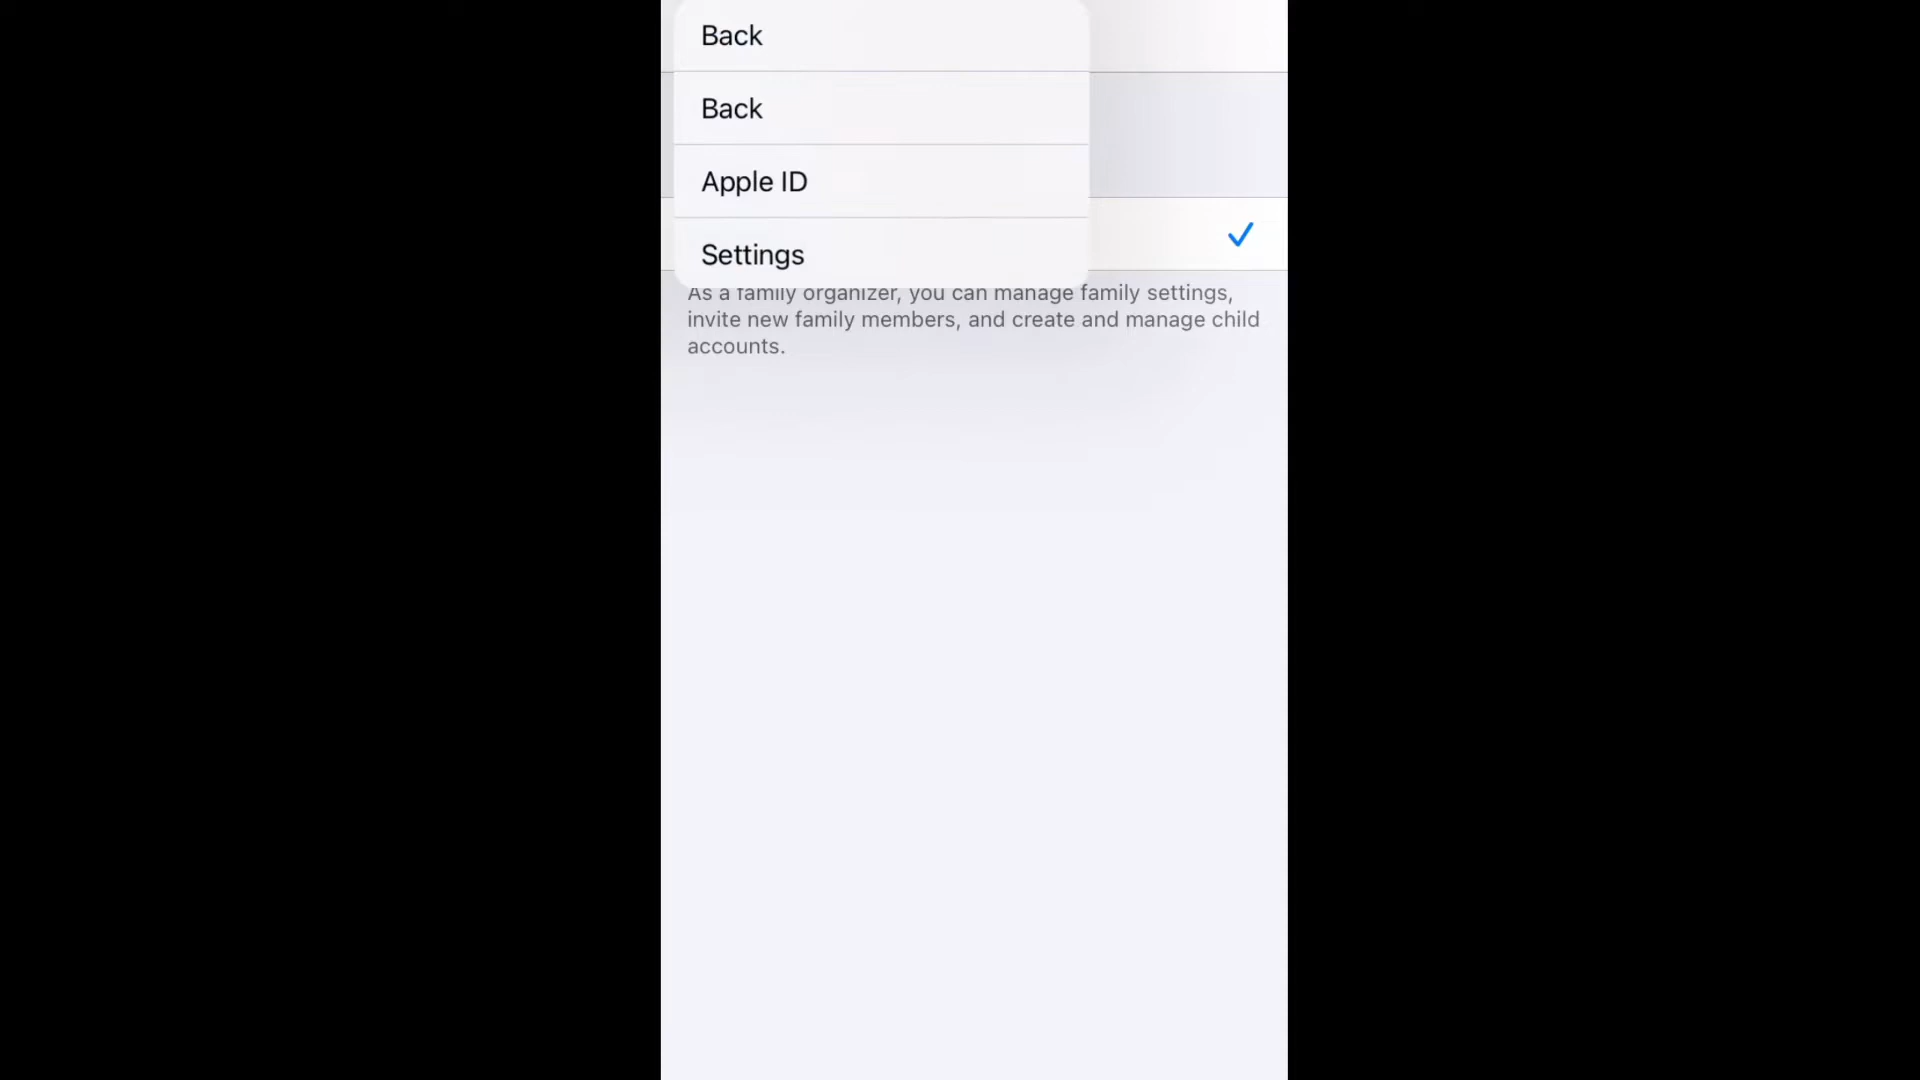 Back
Back
Apple ID
Settings
As a family organizer, you can manage family settings,
invite new family members, and create and manage child
accounts.